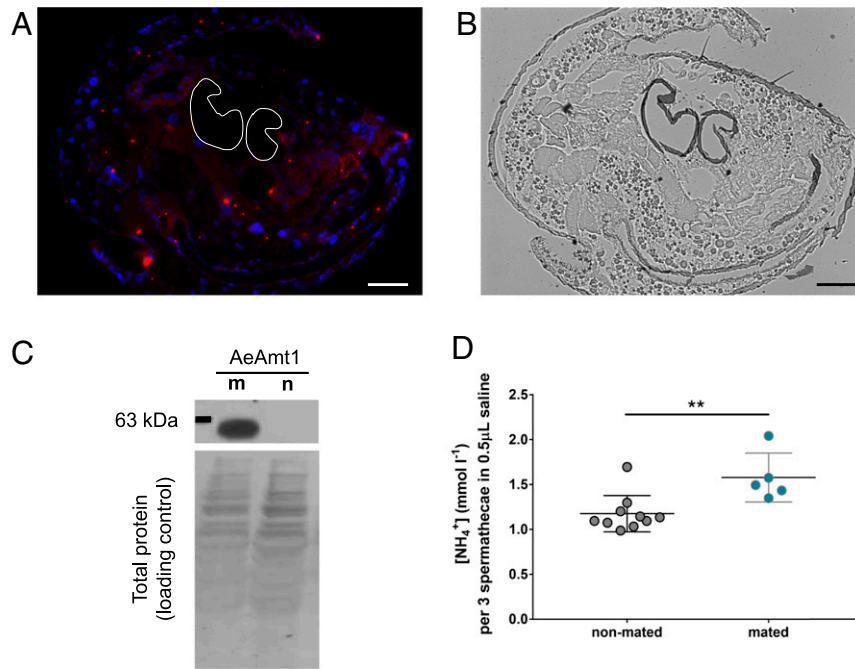 A
B
C
AeAmt1
m n
63 kDa
Total protein
(loading control)
D
[NH₄⁺] (mmol l⁻¹)
per 3 spermathecae in 0.5μL saline
2.5
2.0
1.5
1.0
0.5
0.0
**
non-mated mated